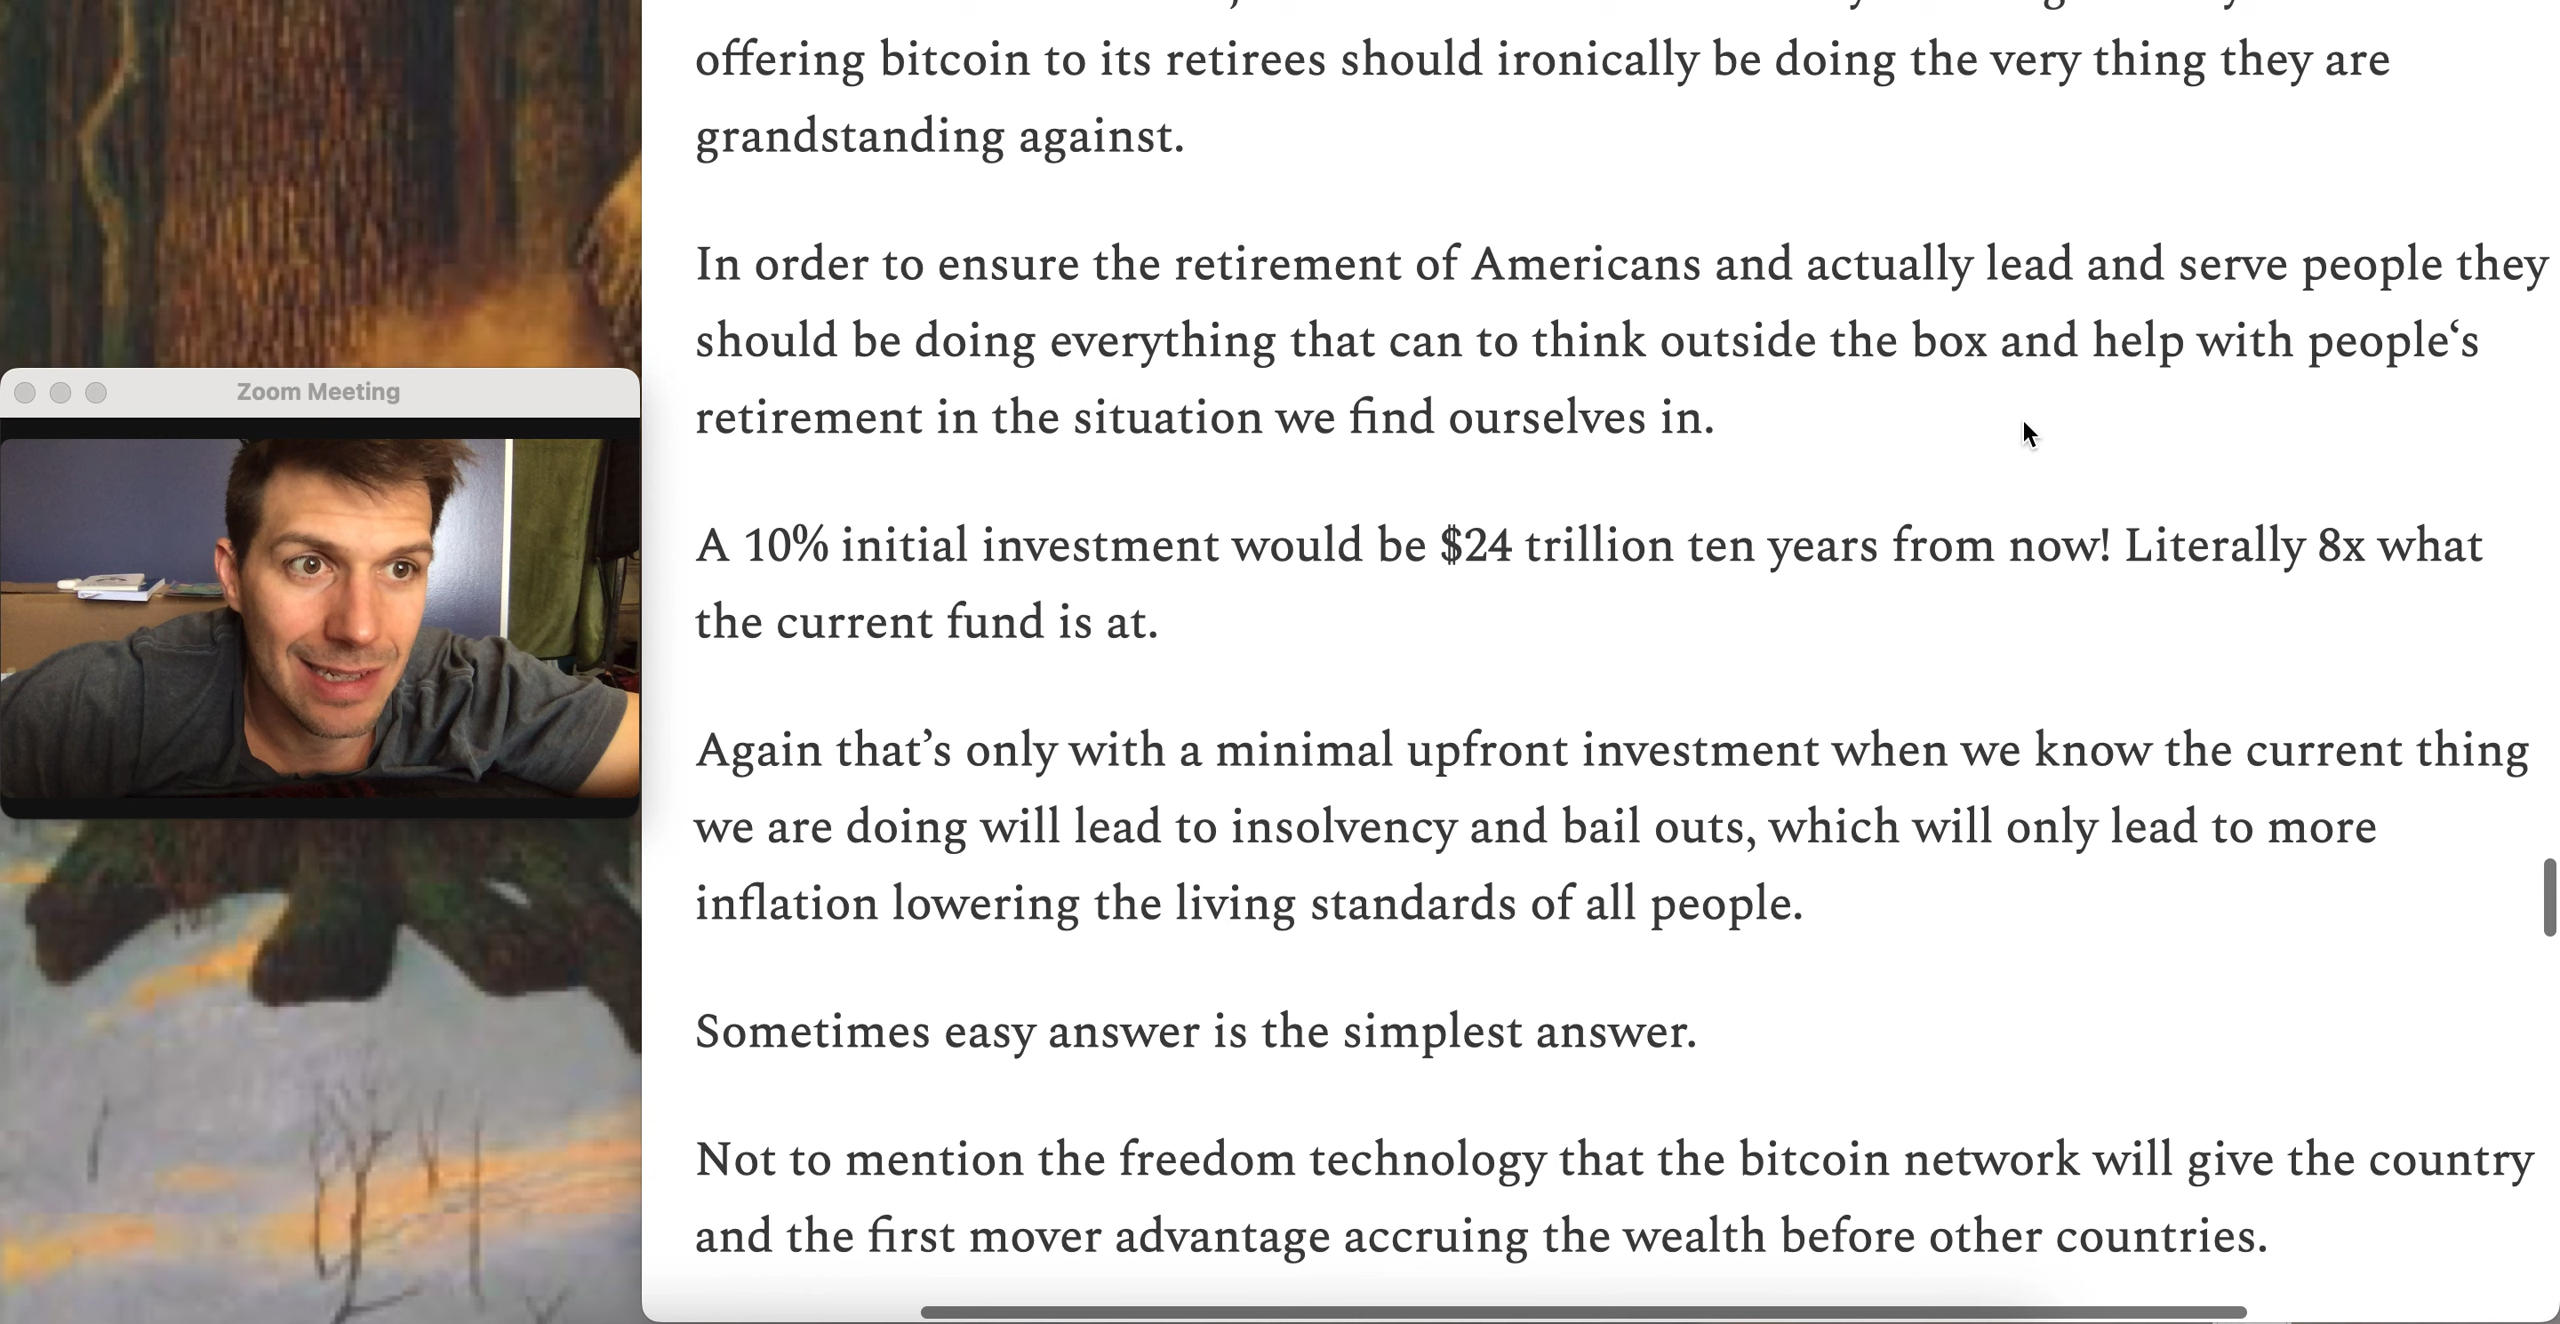 offering bitcoin to its retirees should ironically be doing the very thing they are
grandstanding against.
In order to ensure the retirement of Americans and actually lead and serve people they
should be doing everything that can to think outside the box and help with people‘s
retirement in the situation we find ourselves in.
A 10% initial investment would be $24 trillion ten years from now! Literally 8x what
the current fund is at.
Again that’s only with a minimal upfront investment when we know the current thing
we are doing will lead to insolvency and bail outs, which will only lead to more
inflation lowering the living standards of all people.
Sometimes easy answer is the simplest answer.
Not to mention the freedom technology that the bitcoin network will give the country
and the first mover advantage accruing the wealth before other countries.
Zoom Meeting